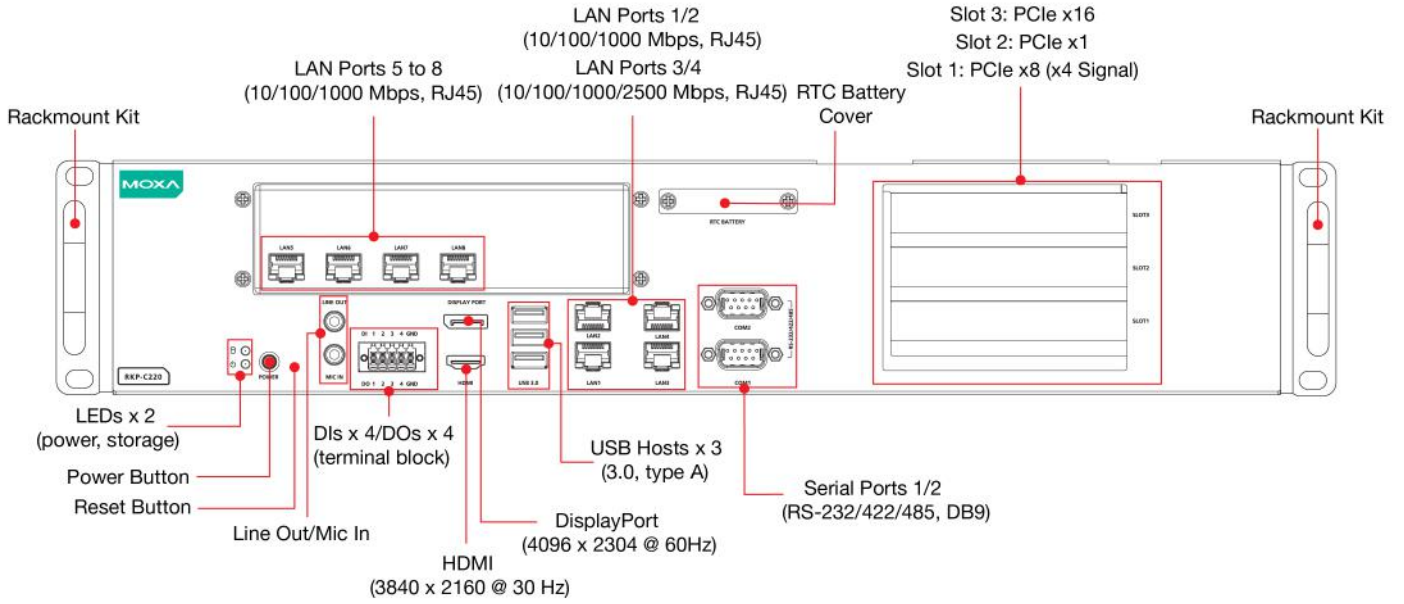 LAN Ports 1/2
(10/100/1000 Mbps, RJ45)
LAN Ports 3/4
(10/100/1000/2500 Mbps, RJ45)
LAN Ports 5 to 8
(10/100/1000 Mbps, RJ45)
RTC Battery
Cover
Slot 3: PCIe x16
Slot 2: PCIe x1
Slot 1: PCIe x8 (x4 Signal)
Rackmount Kit
Rackmount Kit
MOXA
RTC BATTERY
LAN5 LAN6 LAN7 LAN8
SLOT3
SLOT2
SLOT1
LINE OUT
MIC IN
DISPLAY PORT
HDMI
DI 1 2 3 4 GND
DO 1 2 3 4 GND
USB 3.0
LAN2 LAN4
LAN1 LAN3
COM2
COM1
RS-232/422/485
POWER
RKP-C220
LEDs x 2
(power, storage)
Power Button
Reset Button
Line Out/Mic In
DIs x 4/DOs x 4
(terminal block)
HDMI
(3840 x 2160 @ 30 Hz)
DisplayPort
(4096 x 2304 @ 60Hz)
USB Hosts x 3
(3.0, type A)
Serial Ports 1/2
(RS-232/422/485, DB9)